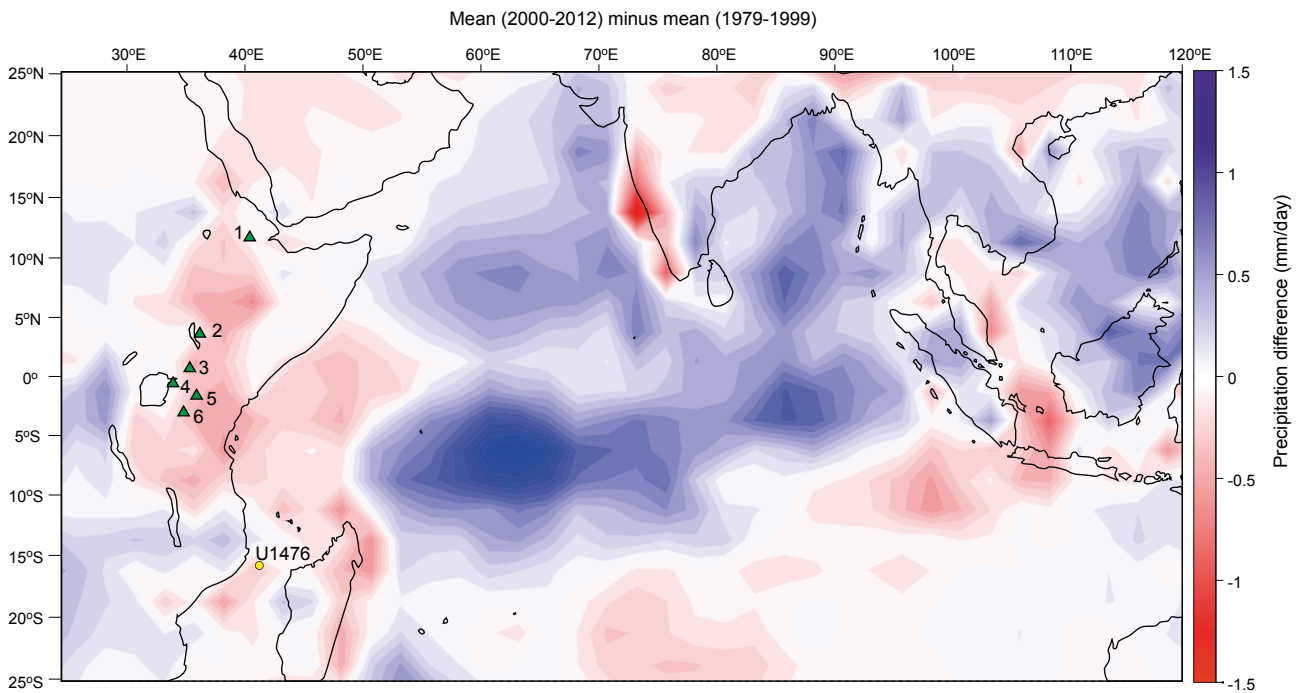 Mean (2000-2012) minus mean (1979-1999)
30ºE 40ºE 50ºE 60ºE 70ºE 80ºE 90ºE 100ºE 110ºE 120ºE
25ºN
20ºN
15ºN
10ºN
5ºN
0º
5ºS
10ºS
15ºS
20ºS
25ºS
1
2
3
4
5
6
U1476
1.5
1
0.5
0
-0.5
-1
-1.5
Precipitation difference (mm/day)